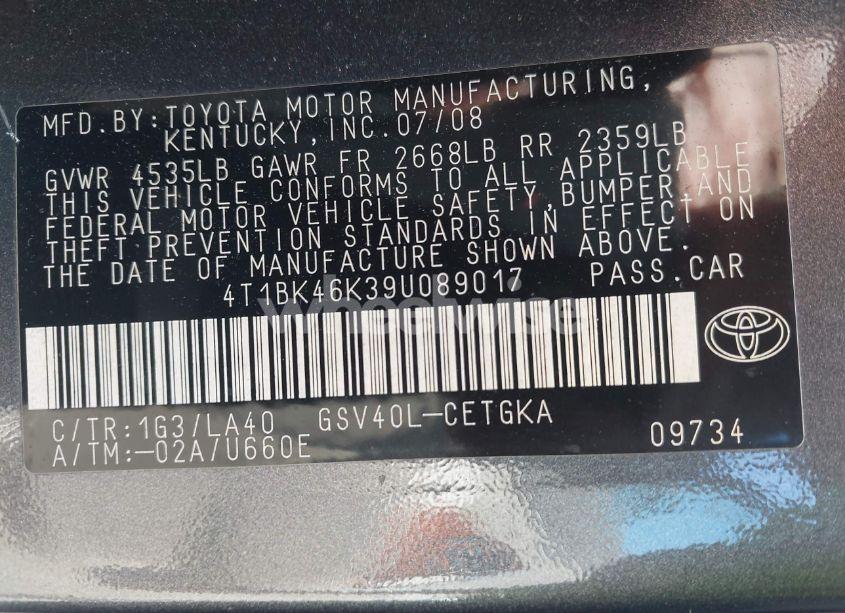 MFD.BY:TOYOTA MOTOR MANUFACTURING,
KENTUCKY,INC.07/08
GVWR 4535LB GAWR FR 2668LB RR 2359LB
THIS VEHICLE CONFORMS TO ALL APPLICABLE
FEDERAL MOTOR VEHICLE SAFETY,BUMPER,AND
THEFT PREVENTION STANDARDS IN EFFECT ON
THE DATE OF MANUFACTURE SHOWN ABOVE.
4T1BK46K39U089017 PASS.CAR
wheelwise
C/TR:1G3/LA40 GSV40L-CETGKA
A/TM:-02A/U660E 09734